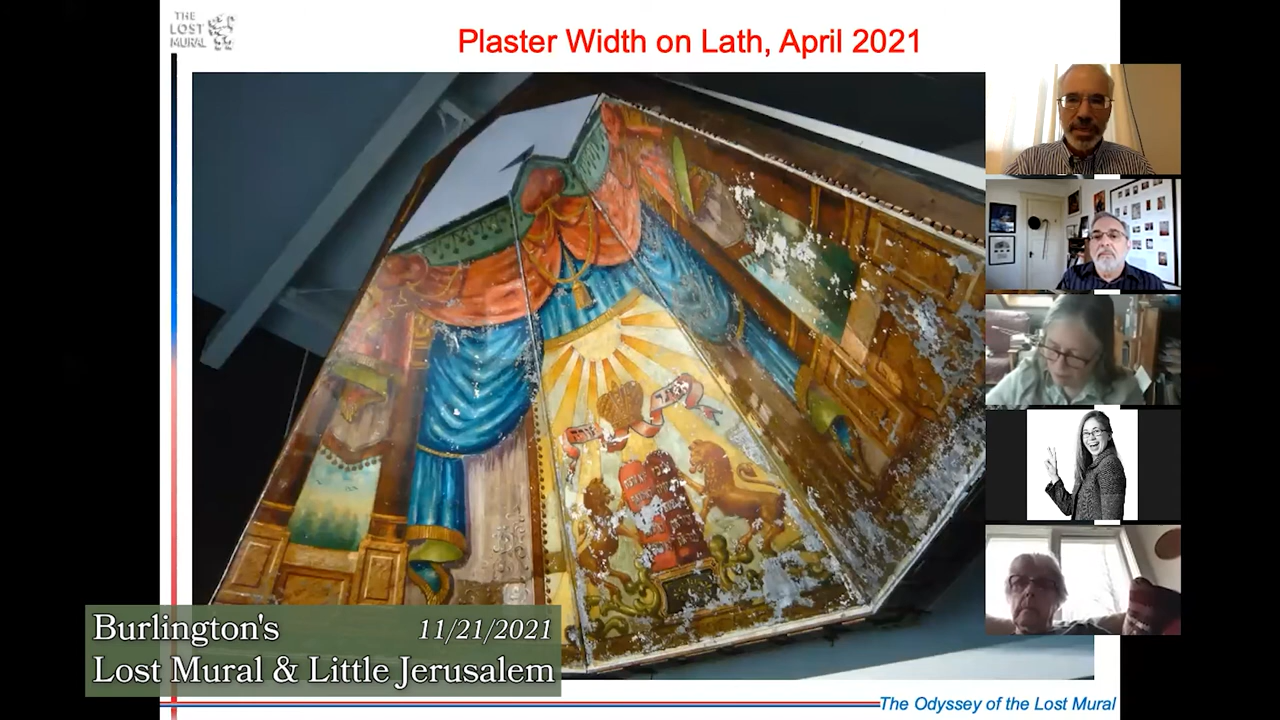 THE
LOST
MURAL
Plaster Width on Lath, April 2021
Burlington's
11/21/2021
Lost Mural & Little Jerusalem
The Odyssey of the Lost Mural